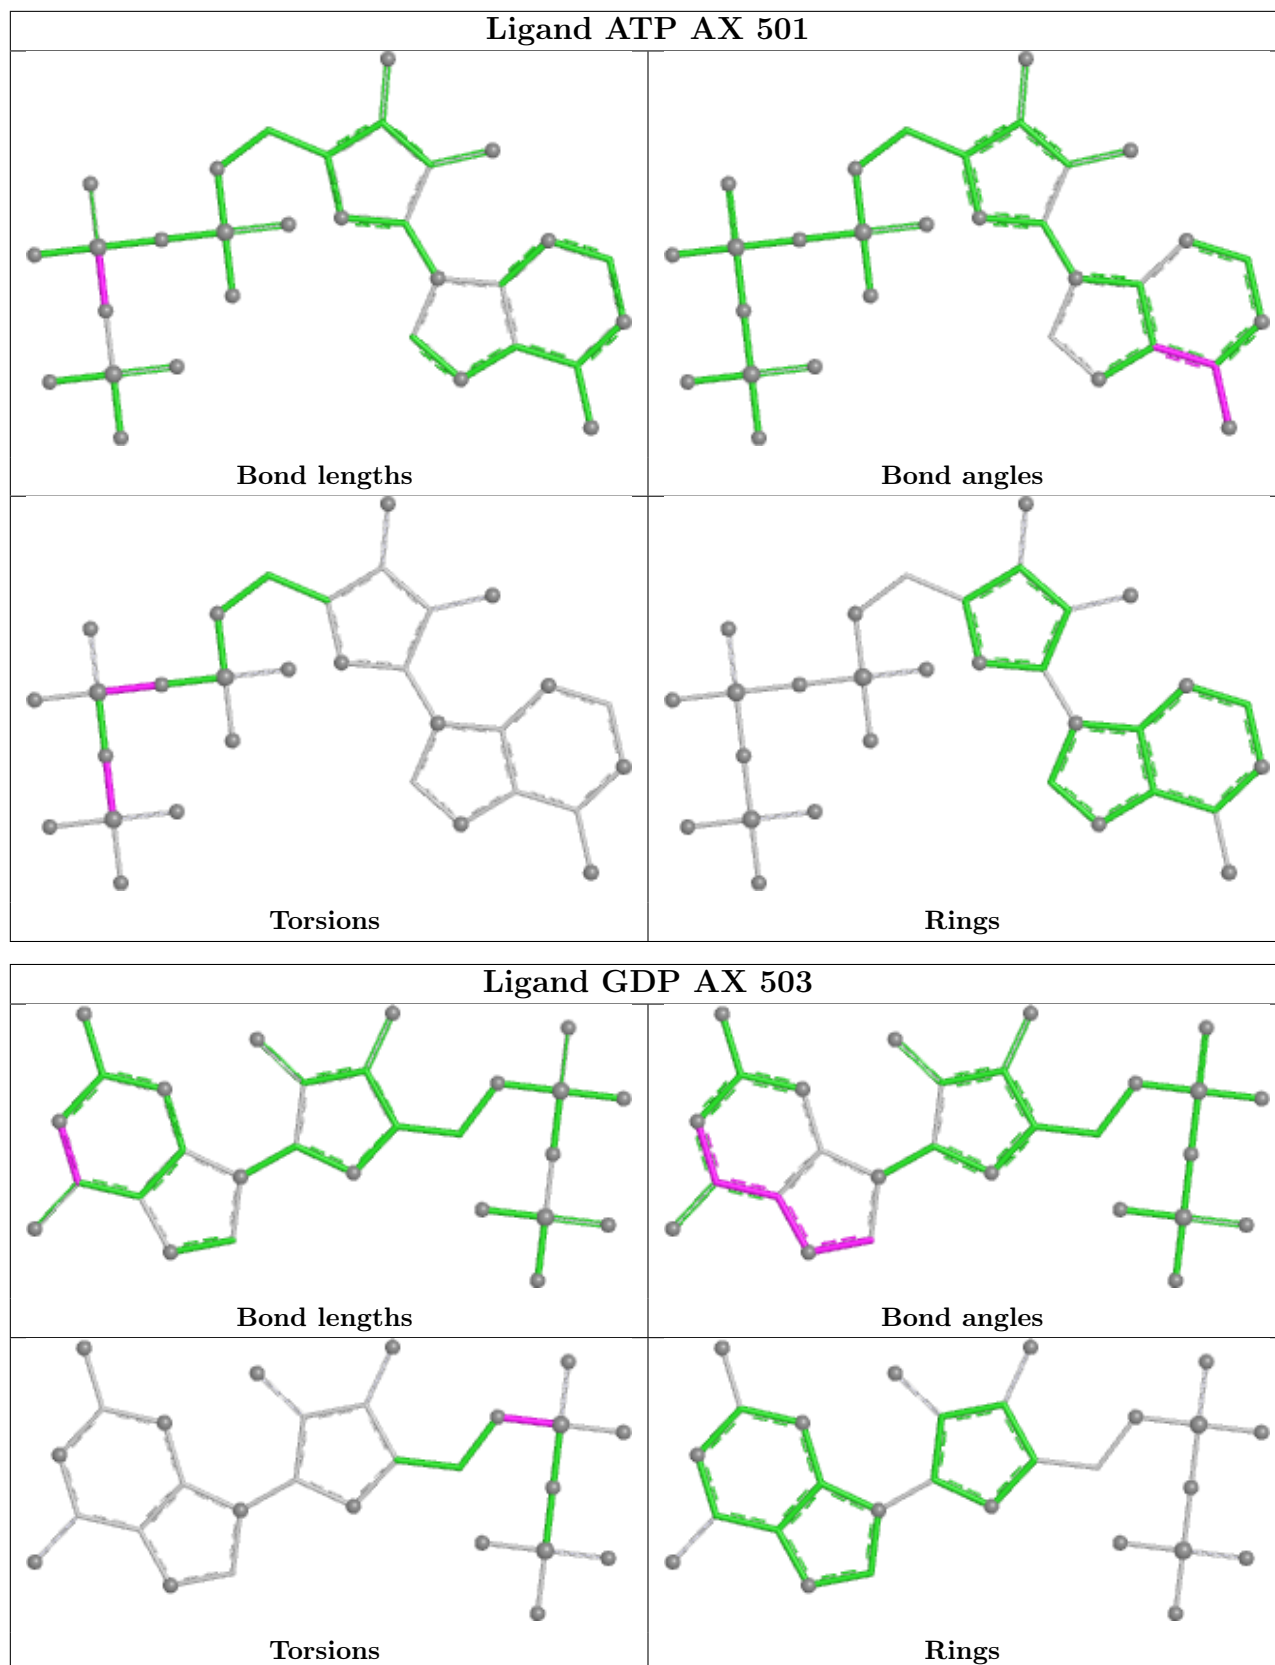 Ligand ATP AX 501
Bond lengths
Bond angles
Torsions
Rings
Ligand GDP AX 503
Bond lengths
Bond angles
Torsions
Rings